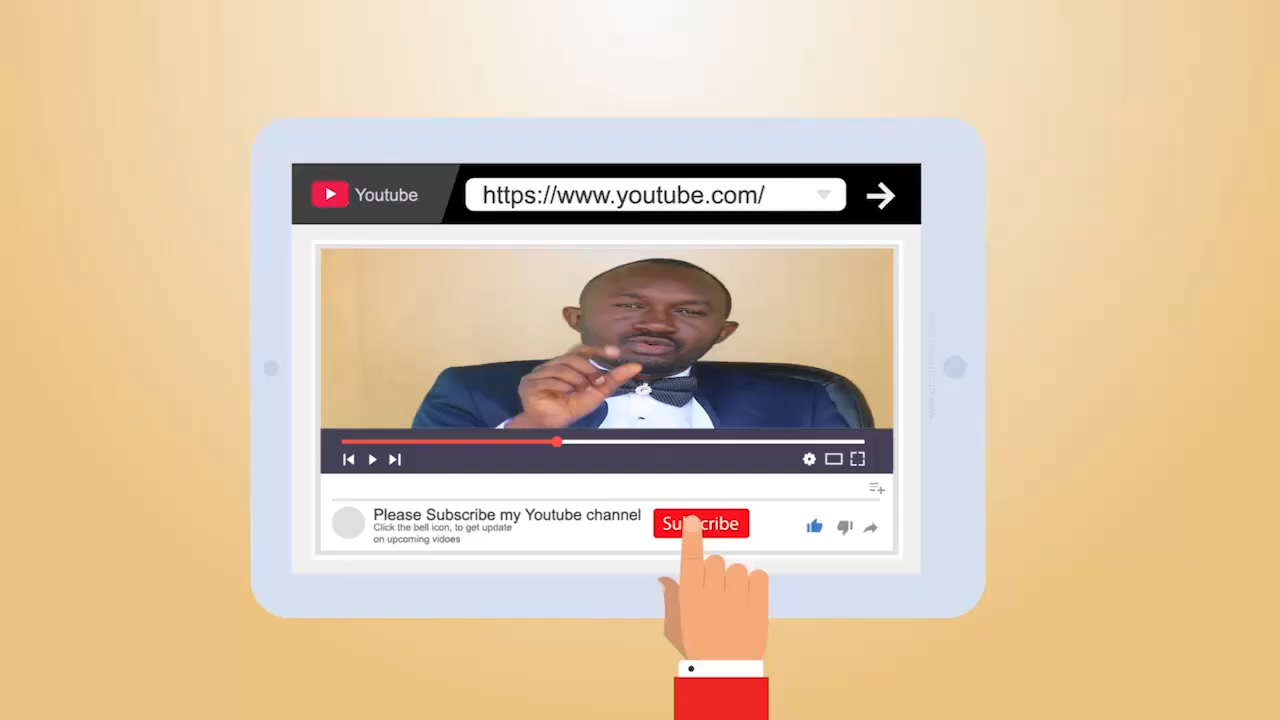 Youtube
https://www.youtube.com/
Please Subscribe my Youtube channel
Subscribe
Click the bell icon, to get update
on upcoming vidoes